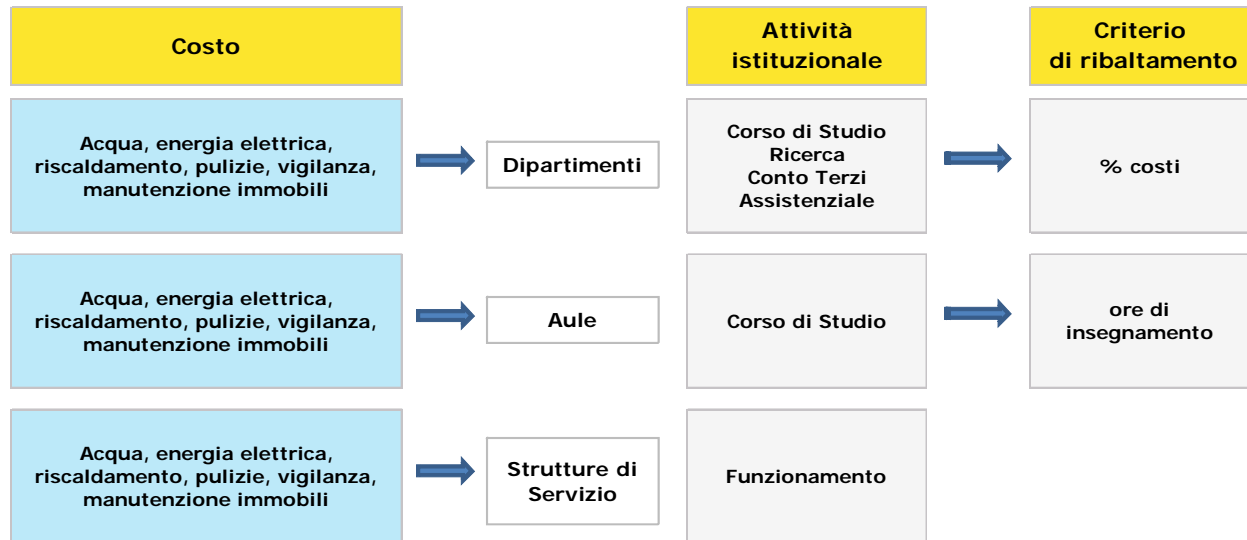 Costo
Attività
istituzionale
Criterio
di ribaltamento
Acqua, energia elettrica,
riscaldamento, pulizie, vigilanza,
manutenzione immobili
Dipartimenti
Corso di Studio
Ricerca
Conto Terzi
Assistenziale
% costi
Acqua, energia elettrica,
riscaldamento, pulizie, vigilanza,
manutenzione immobili
Aule
Corso di Studio
ore di
insegnamento
Acqua, energia elettrica,
riscaldamento, pulizie, vigilanza,
manutenzione immobili
Strutture di
Servizio
Funzionamento